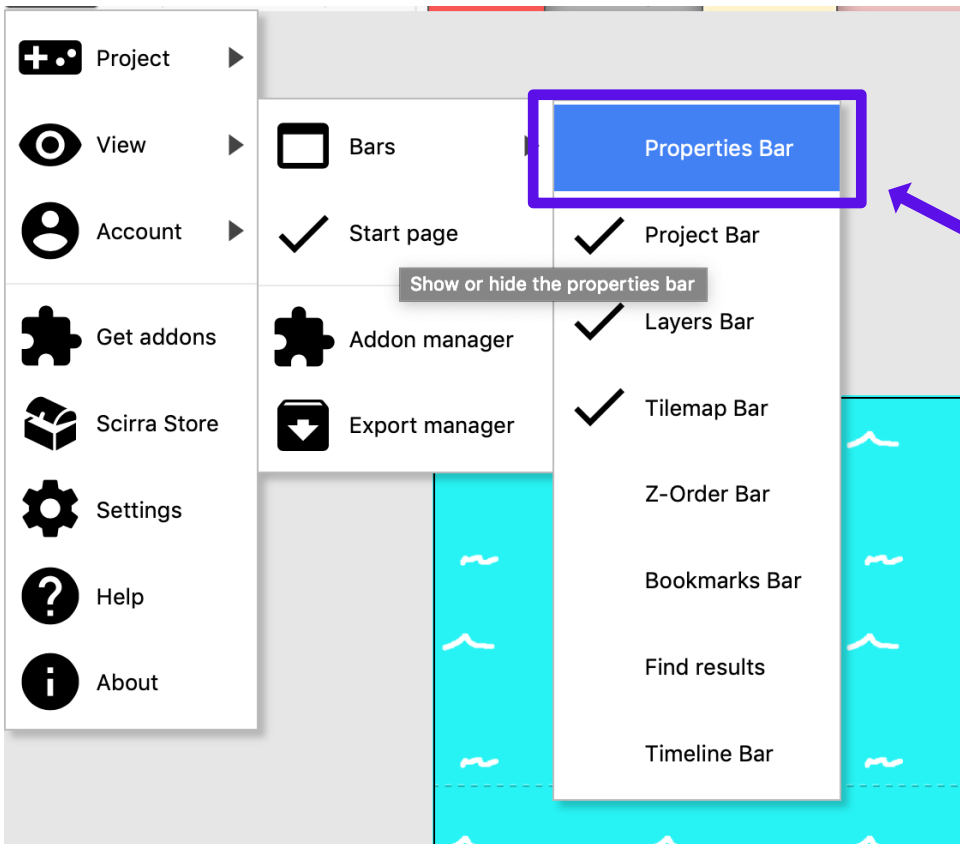 Project
View
Account
Get addons
Scirra Store
Settings
Help
About
Bars
Start page
Addon manager
Export manager
Show or hide the properties bar
Properties Bar
Project Bar
Layers Bar
Tilemap Bar
Z-Order Bar
Bookmarks Bar
Find results
Timeline Bar